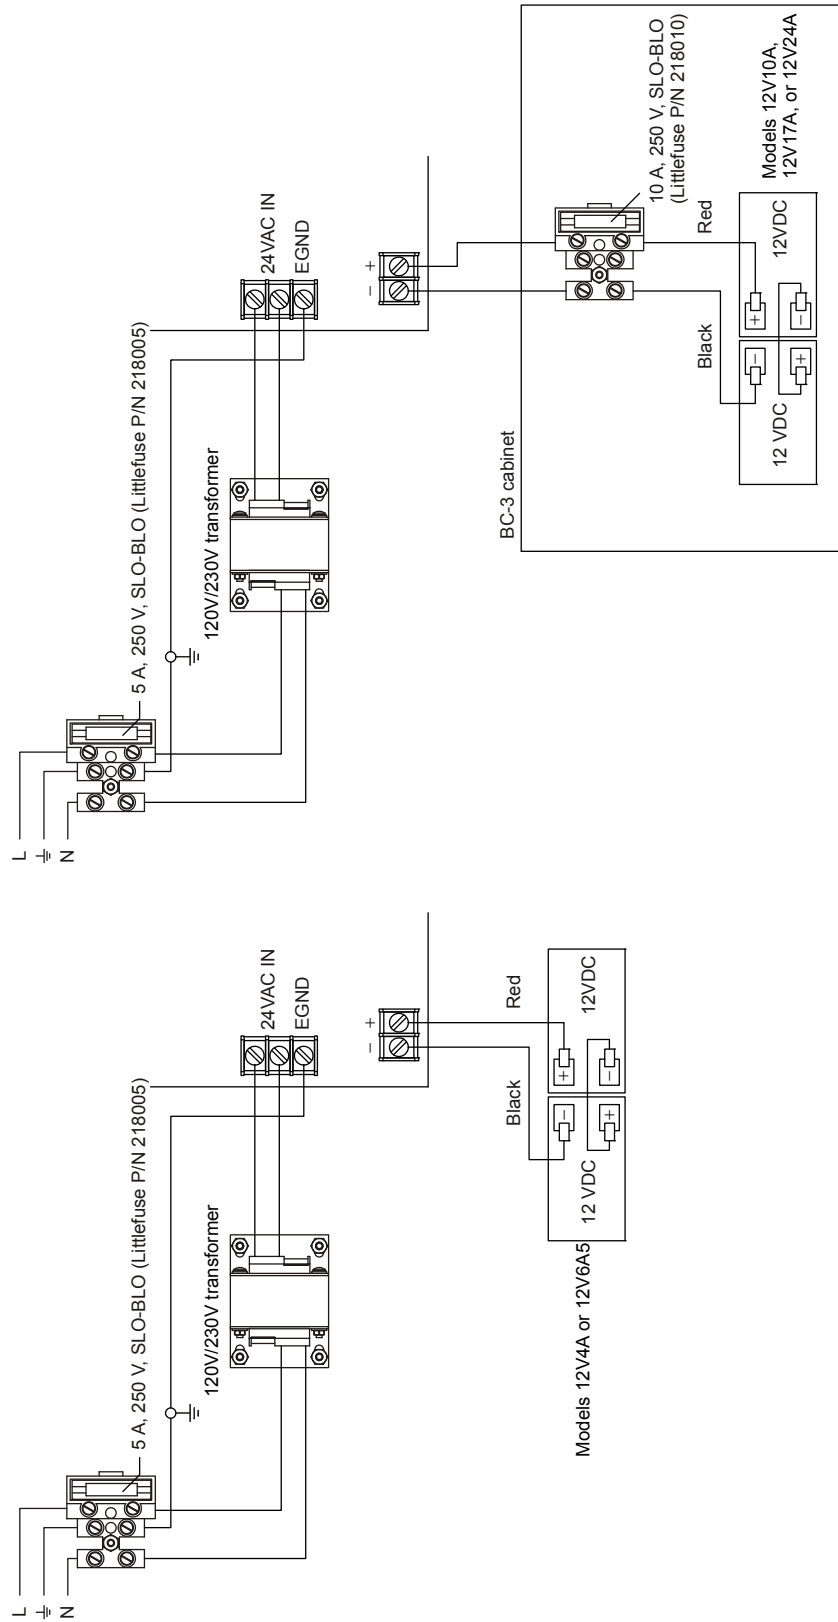 L
N
5 A, 250 V, SLO-BLO (Littlefuse P/N 218005)
120V/230V transformer
24VAC IN
EGND
−
+
Black
Red
−
+
+
−
12 VDC
12VDC
Models 12V4A or 12V6A5
L
N
5 A, 250 V, SLO-BLO (Littlefuse P/N 218005)
120V/230V transformer
24VAC IN
EGND
−
+
BC-3 cabinet
10 A, 250 V, SLO-BLO
(Littlefuse P/N 218010)
Black
Red
−
+
+
−
12 VDC
12VDC
Models 12V10A,
12V17A, or 12V24A